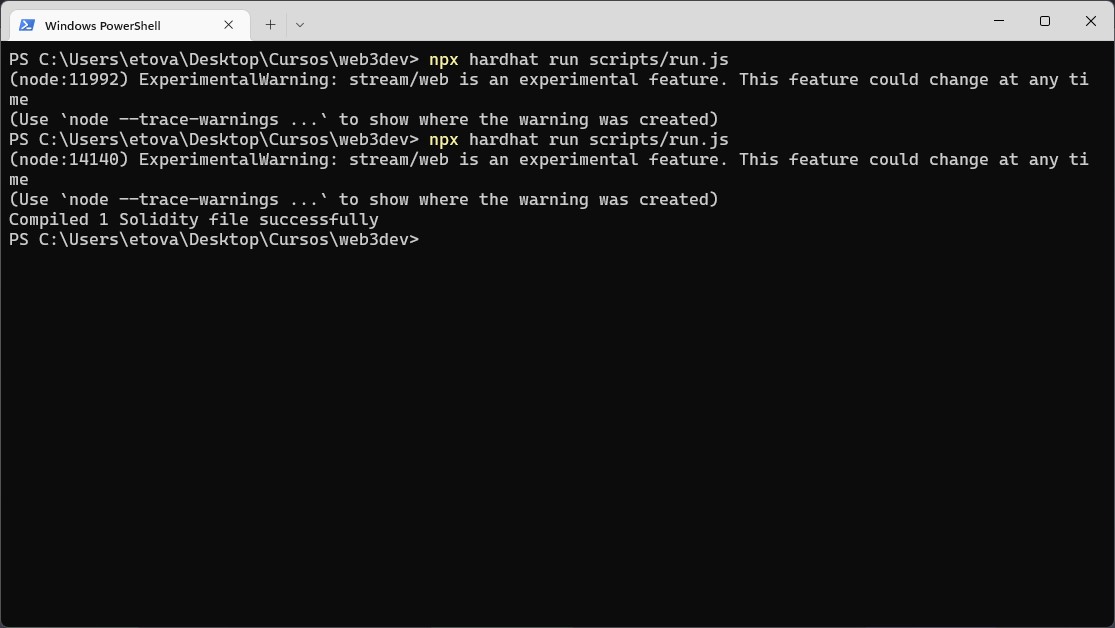 Windows PowerShell
PS C:\Users\etova\Desktop\Cursos\web3dev> npx hardhat run scripts/run.js
(node:11992) ExperimentalWarning: stream/web is an experimental feature. This feature could change at any ti
me
(Use `node --trace-warnings ...` to show where the warning was created)
PS C:\Users\etova\Desktop\Cursos\web3dev> npx hardhat run scripts/run.js
(node:14140) ExperimentalWarning: stream/web is an experimental feature. This feature could change at any ti
me
(Use `node --trace-warnings ...` to show where the warning was created)
Compiled 1 Solidity file successfully
PS C:\Users\etova\Desktop\Cursos\web3dev>